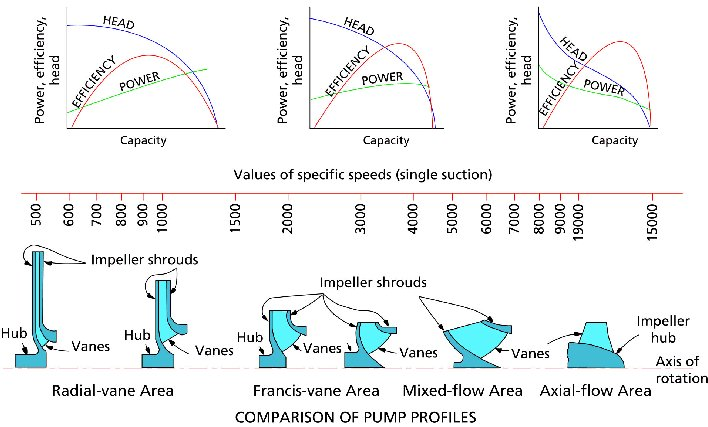 Power, efficiency,
head
HEAD
EFFICIENCY
POWER
Capacity
Power, efficiency,
head
HEAD
EFFICIENCY
POWER
Capacity
Power, efficiency,
head
HEAD
EFFICIENCY
POWER
Capacity
Values of specific speeds (single suction)
500 600 700 800 900 1000 1500 2000 3000 4000 5000 6000 7000 8000 9000 19000 15000
Impeller shrouds
Hub
Vanes
Hub
Vanes
Impeller shrouds
Hub
Vanes
Vanes
Vanes
Impeller
hub
Axis of
rotation
Radial-vane Area
Francis-vane Area
Mixed-flow Area
Axial-flow Area
COMPARISON OF PUMP PROFILES